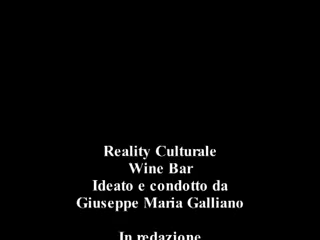 Reality Culturale
Wine Bar
Ideato e condotto da
Giuseppe Maria Galliano
In redazione